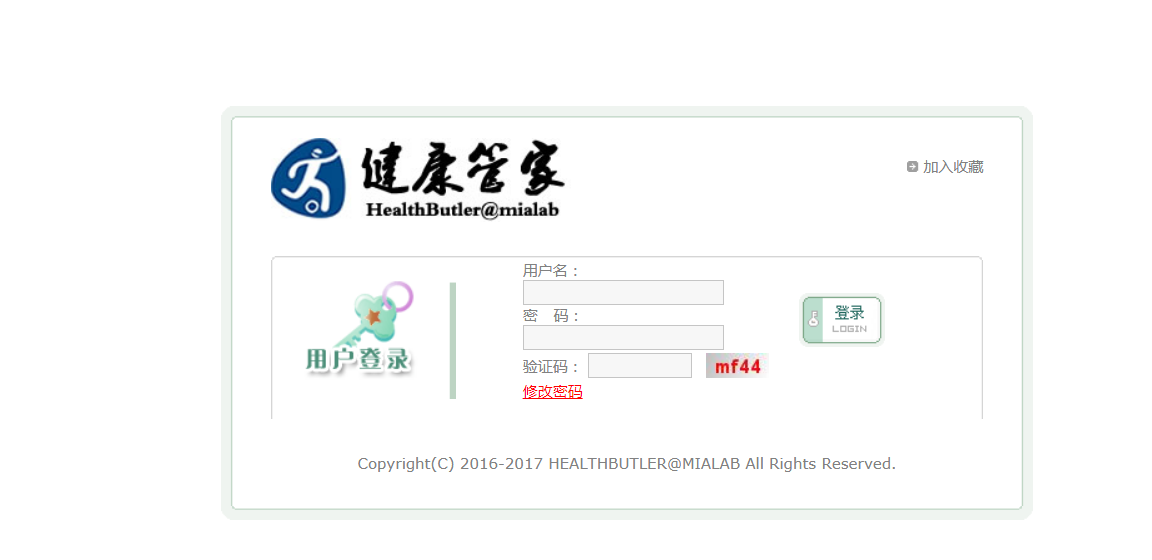 健康管家
HealthButler@mialab
加入收藏
用户登录
用户名：
密　码：
验证码：
mf44
修改密码
登录
LOGIN
Copyright(C) 2016-2017 HEALTHBUTLER@MIALAB All Rights Reserved.